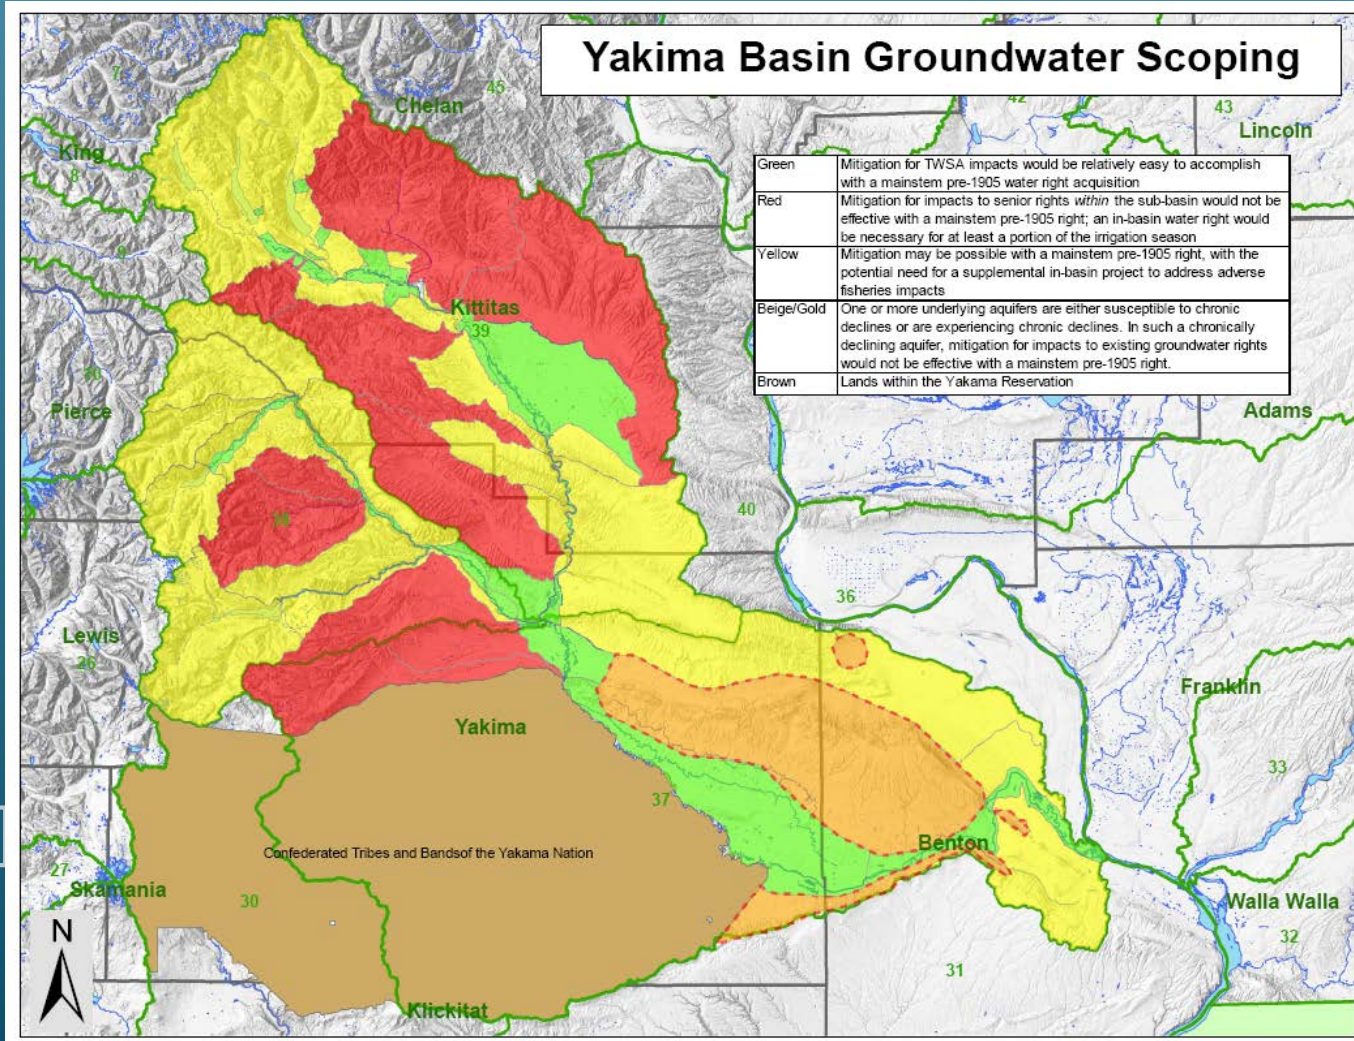 Yakima Basin Groundwater Scoping
Green Mitigation for TWSA impacts would be relatively easy to accomplish
with a mainstem pre-1905 water right acquisition
Red Mitigation for impacts to senior rights within the sub-basin would not be
effective with a mainstem pre-1905 right; an in-basin water right would
be necessary for at least a portion of the irrigation season
Yellow Mitigation may be possible with a mainstem pre-1905 right, with the
potential need for a supplemental in-basin project to address adverse
fisheries impacts
Beige/Gold One or more underlying aquifers are either susceptible to chronic
declines or are experiencing chronic declines. In such a chronically
declining aquifer, mitigation for impacts to existing groundwater rights
would not be effective with a mainstem pre-1905 right.
Brown Lands within the Yakama Reservation
7
45
42
43
Chelan
Lincoln
King
8
9
Kittitas
39
Pierce
Adams
40
36
Lewis
26
Franklin
Yakima
33
37
Benton
Confederated Tribes and Bandsof the Yakama Nation
27
Skamania
30
Walla Walla
32
31
N
Klickitat